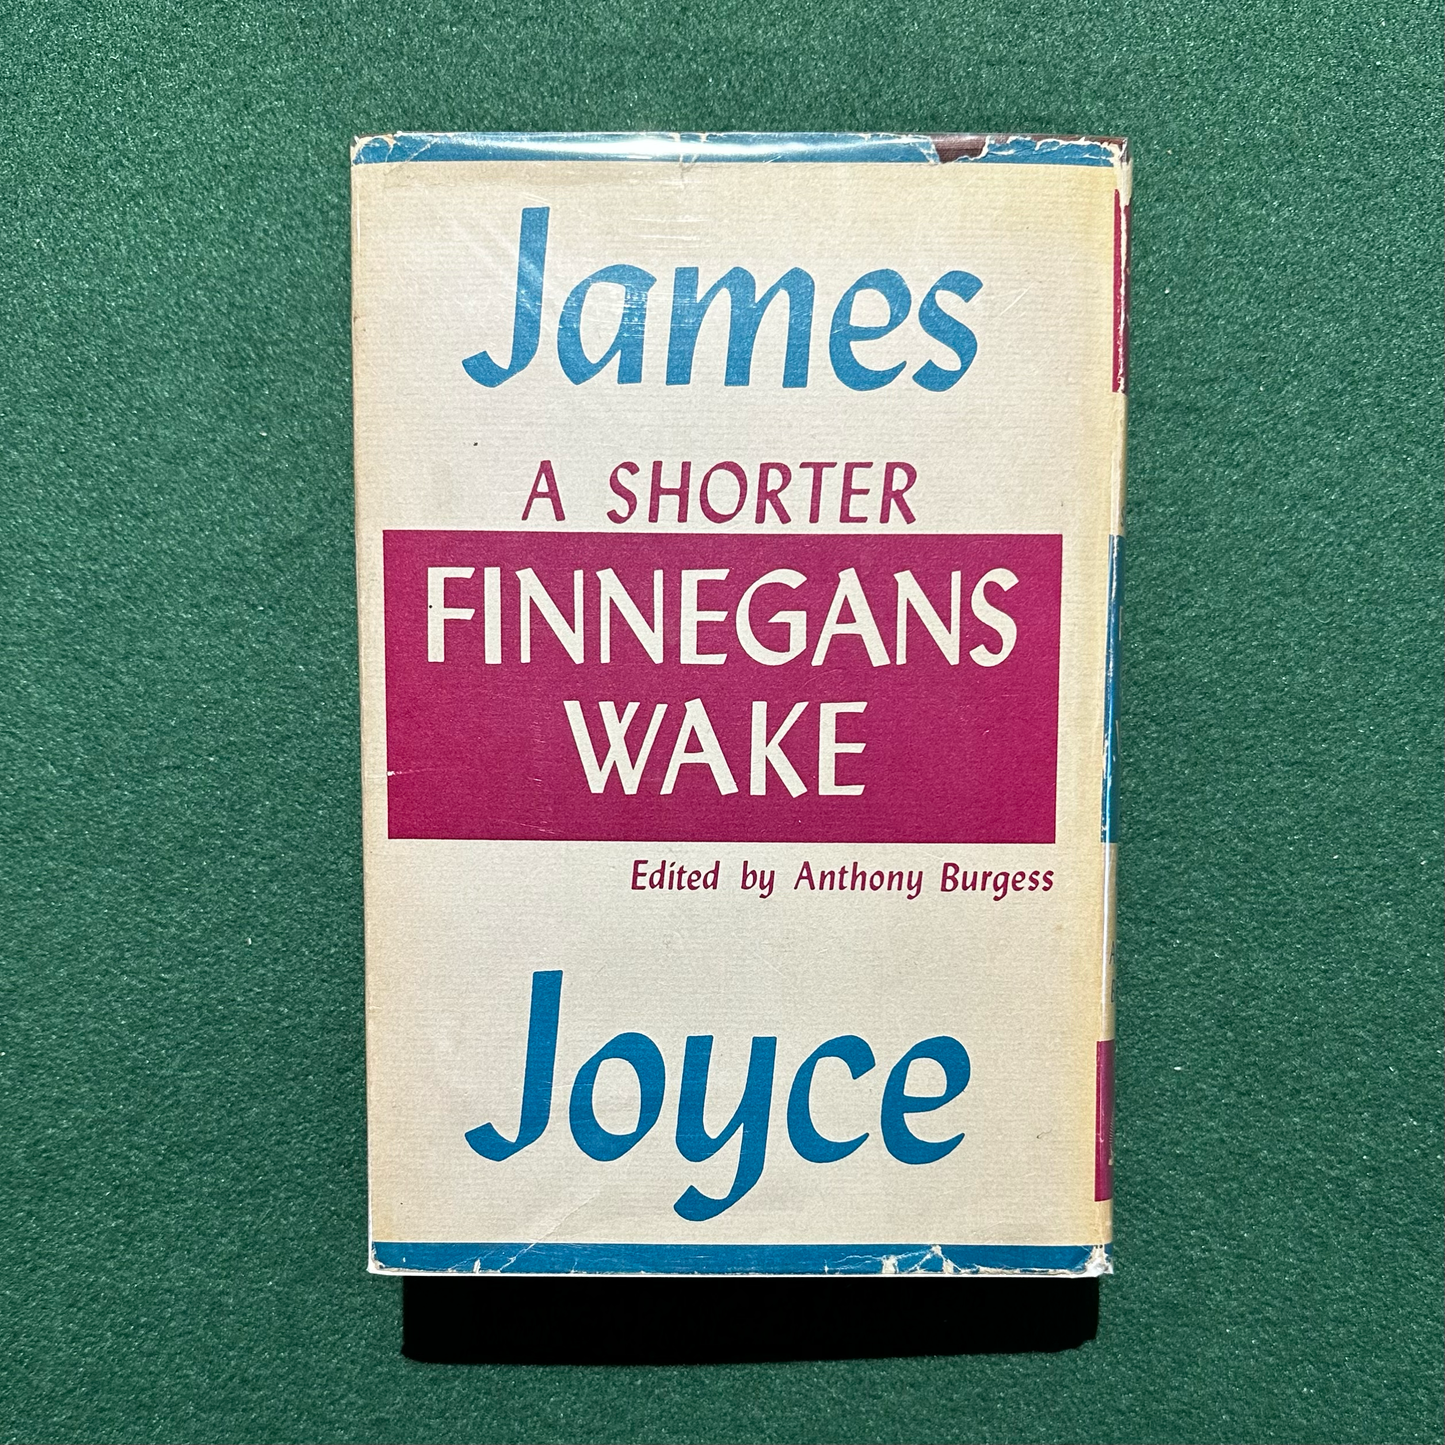 James
A SHORTER
FINNEGANS
WAKE
Edited by Anthony Burgess
Joyce